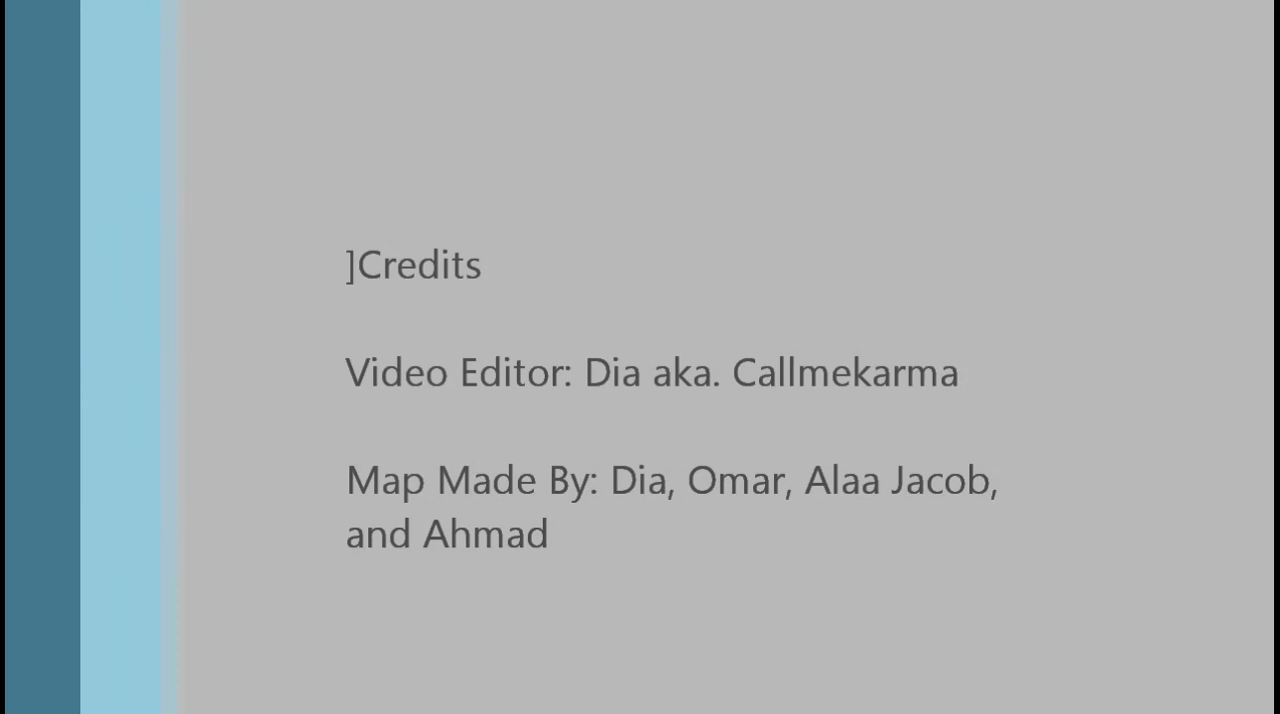 ]Credits
Video Editor: Dia aka. Callmekarma
Map Made By: Dia, Omar, Alaa Jacob,
and Ahmad